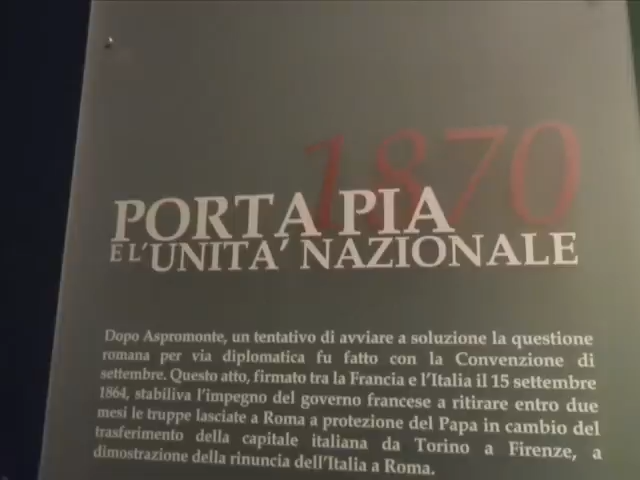 1870
PORTA PIA
E L'UNITA' NAZIONALE
Dopo Aspromonte, un tentativo di avviare a soluzione la questione
romana per via diplomatica fu fatto con la Convenzione di
settembre. Questo atto, firmato tra la Francia e l'Italia il 15 settembre
1864, stabiliva l'impegno del governo francese a ritirare entro due
mesi le truppe lasciate a Roma a protezione del Papa in cambio del
trasferimento della capitale italiana da Torino a Firenze, a
dimostrazione della rinuncia dell'Italia a Roma.